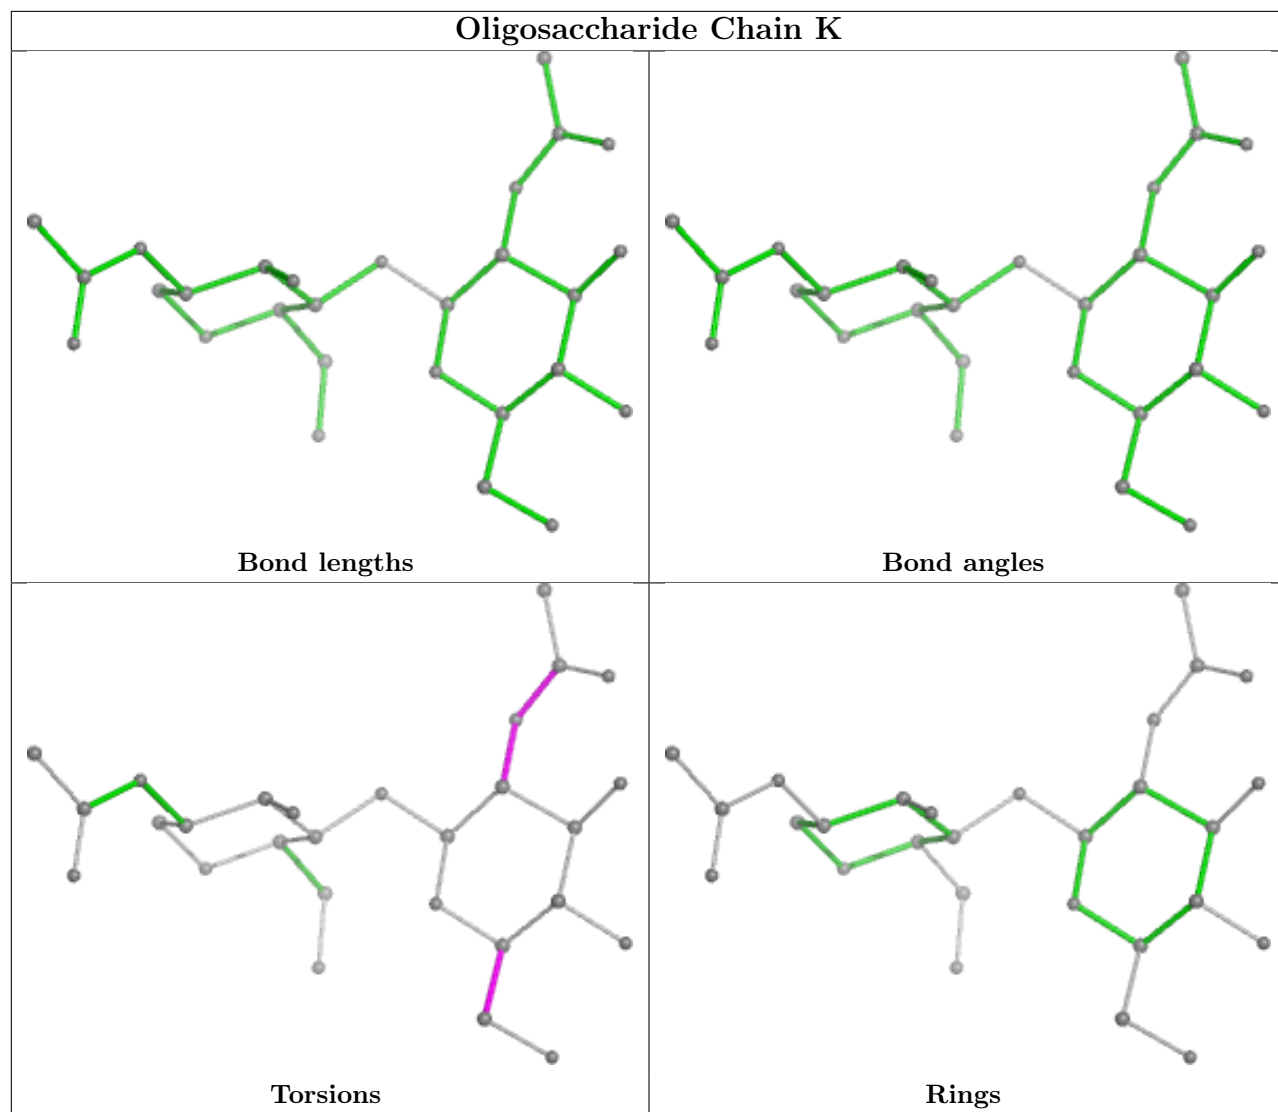 Oligosaccharide Chain K
Bond lengths
Bond angles
Torsions
Rings